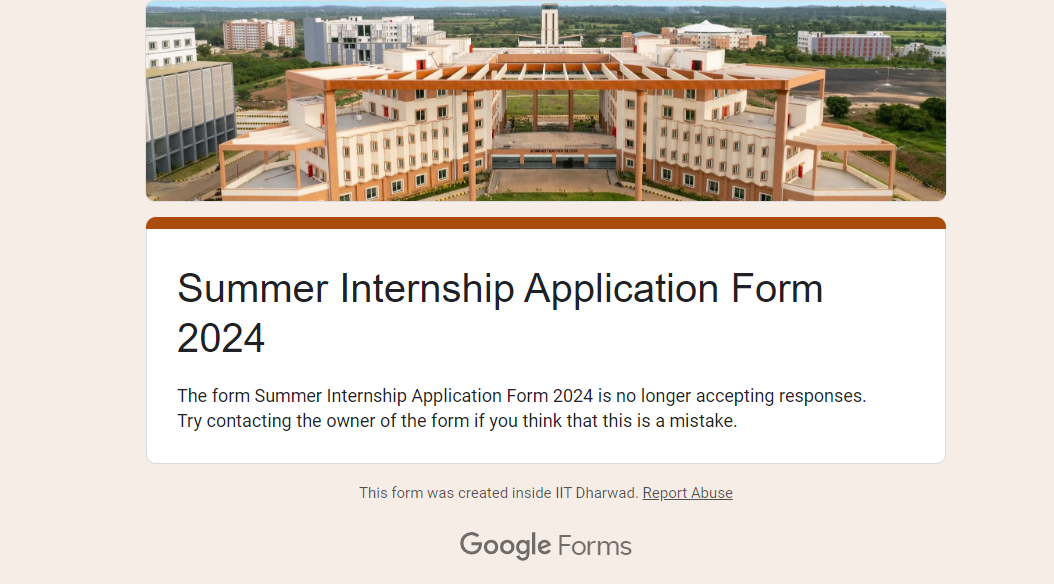 Summer Internship Application Form
2024
The form Summer Internship Application Form 2024 is no longer accepting responses.
Try contacting the owner of the form if you think that this is a mistake.
This form was created inside IIT Dharwad. Report Abuse
Google Forms